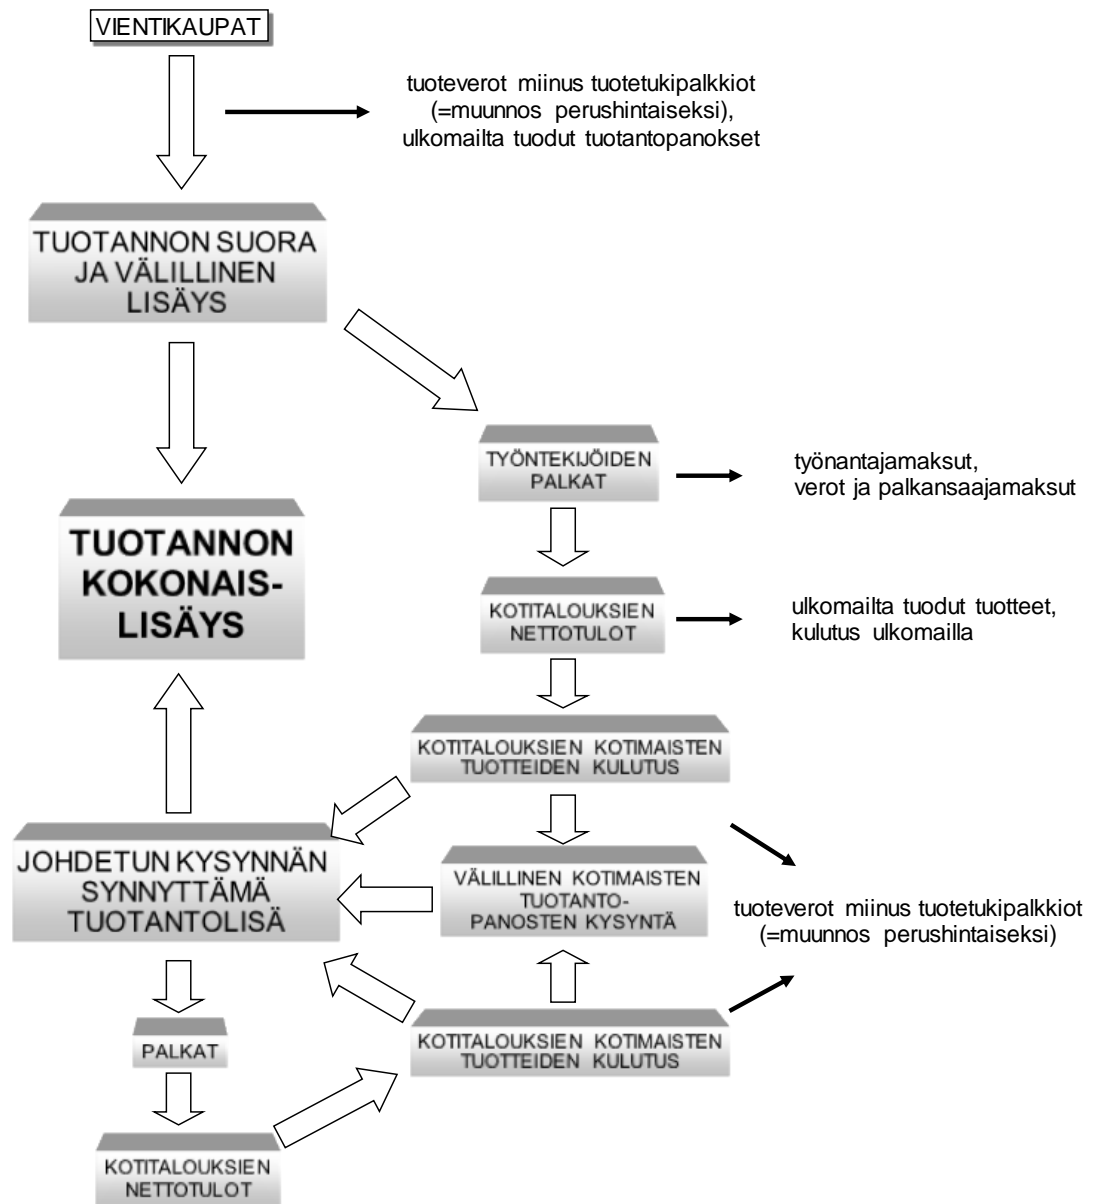 VIENTIKAUPAT
tuoteverot miinus tuotetukipalkkiot
(=muunnos perushintaiseksi),
ulkomailta tuodut tuotantopanokset
TUOTANNON SUORA
JA VÄLILLINEN
LISÄYS
TYÖNTEKIJÖIDEN
PALKAT
työnantajamaksut,
verot ja palkansaajamaksut
TUOTANNON
KOKONAIS-
LISÄYS
KOTITALOUKSIEN
NETTOTULOT
ulkomailta tuodut tuotteet,
kulutus ulkomailla
KOTITALOUKSIEN KOTIMAISTEN
TUOTTEIDEN KULUTUS
JOHDETUN KYSYNNÄN
SYNNYTTÄMÄ
TUOTANTOLISÄ
VÄLILLINEN KOTIMAISTEN
TUOTANTO-
PANOSTEN KYSYNTÄ
tuoteverot miinus tuotetukipalkkiot
(=muunnos perushintaiseksi)
KOTITALOUKSIEN KOTIMAISTEN
TUOTTEIDEN KULUTUS
PALKAT
KOTITALOUKSIEN
NETTOTULOT